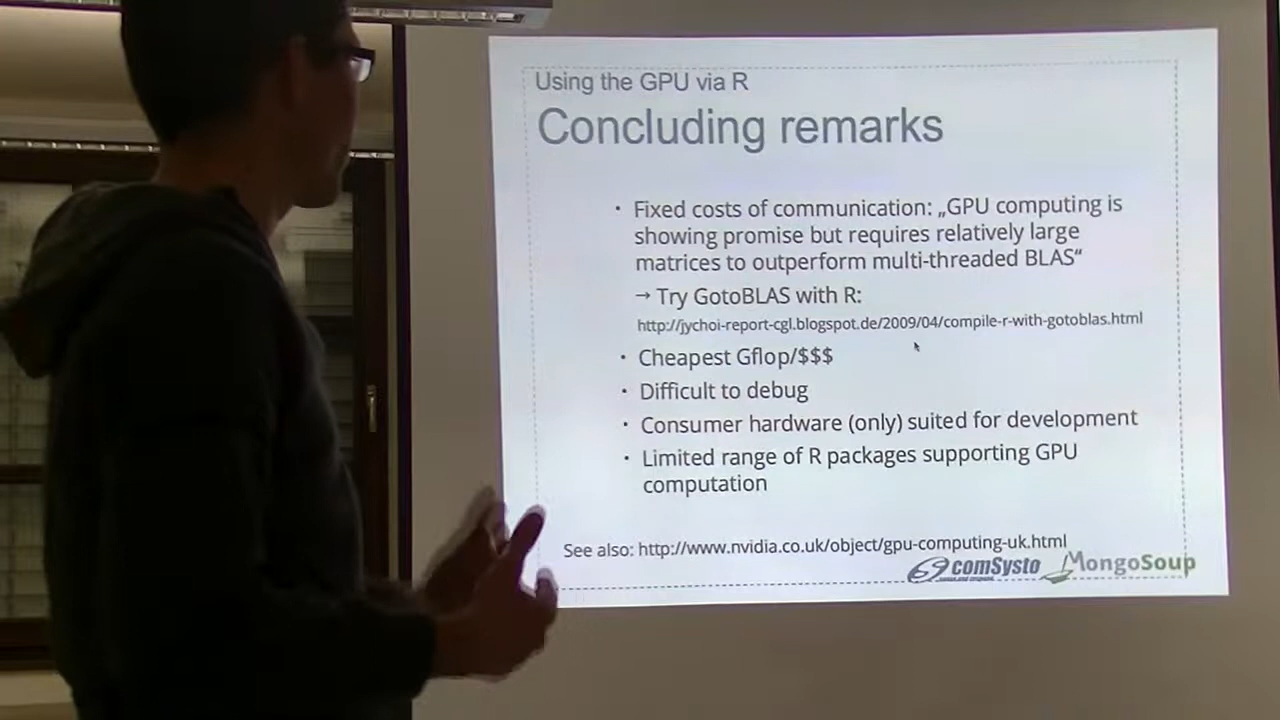 Using the GPU via R
Concluding remarks
• Fixed costs of communication: „GPU computing is
showing promise but requires relatively large
matrices to outperform multi-threaded BLAS“
→ Try GotoBLAS with R:
http://jychoi-report-cgl.blogspot.de/2009/04/compile-r-with-gotoblas.html
• Cheapest Gflop/$$$
• Difficult to debug
• Consumer hardware (only) suited for development
• Limited range of R packages supporting GPU
computation
See also: http://www.nvidia.co.uk/object/gpu-computing-uk.html
comSysto MongoSoup